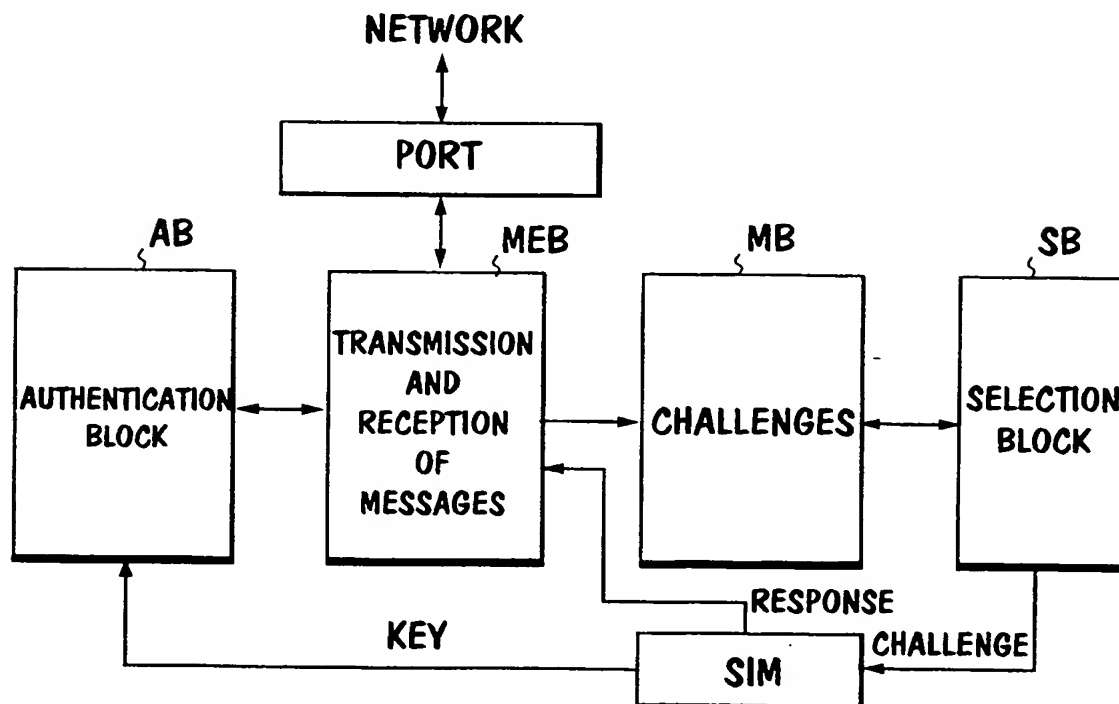 NETWORK
PORT
AB
MEB
MB
SB
AUTHENTICATION
BLOCK
TRANSMISSION
AND
RECEPTION
OF
MESSAGES
CHALLENGES
SELECTION
BLOCK
RESPONSE
KEY
CHALLENGE
SIM